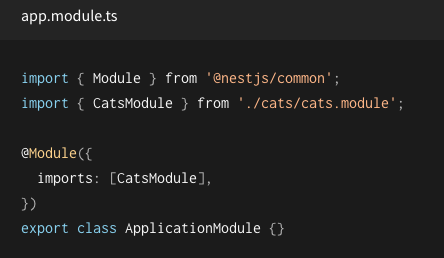 app.module.ts
import { Module } from '@nestjs/common';
import { CatsModule } from './cats/cats.module';
@Module({
  imports: [CatsModule],
})
export class ApplicationModule {}